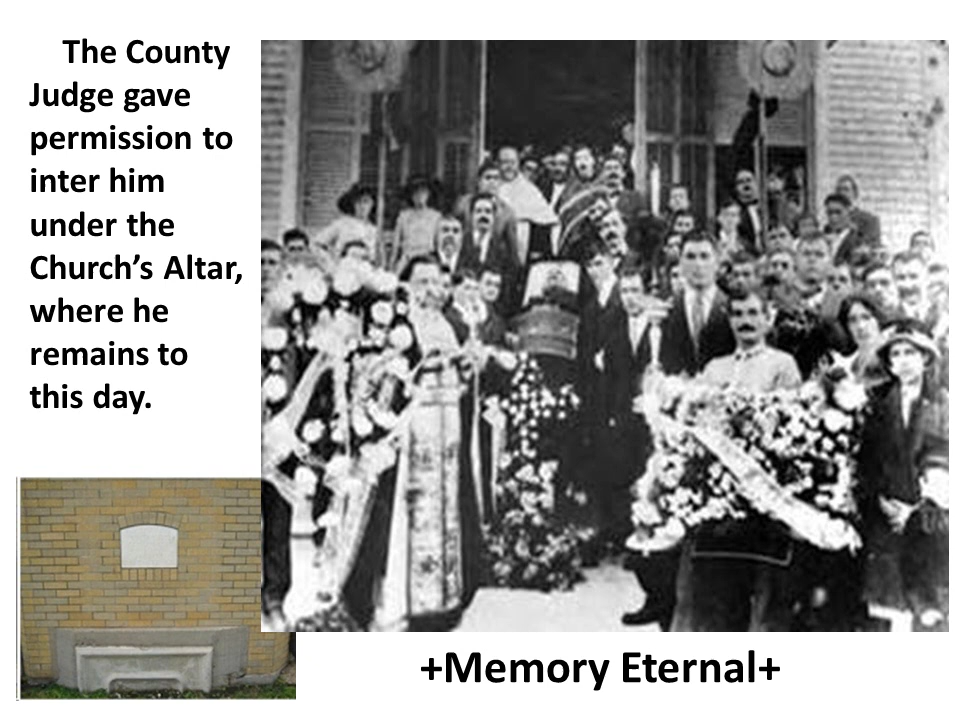 The County
Judge gave
permission to
inter him
under the
Church’s Altar,
where he
remains to
this day.
+Memory Eternal+